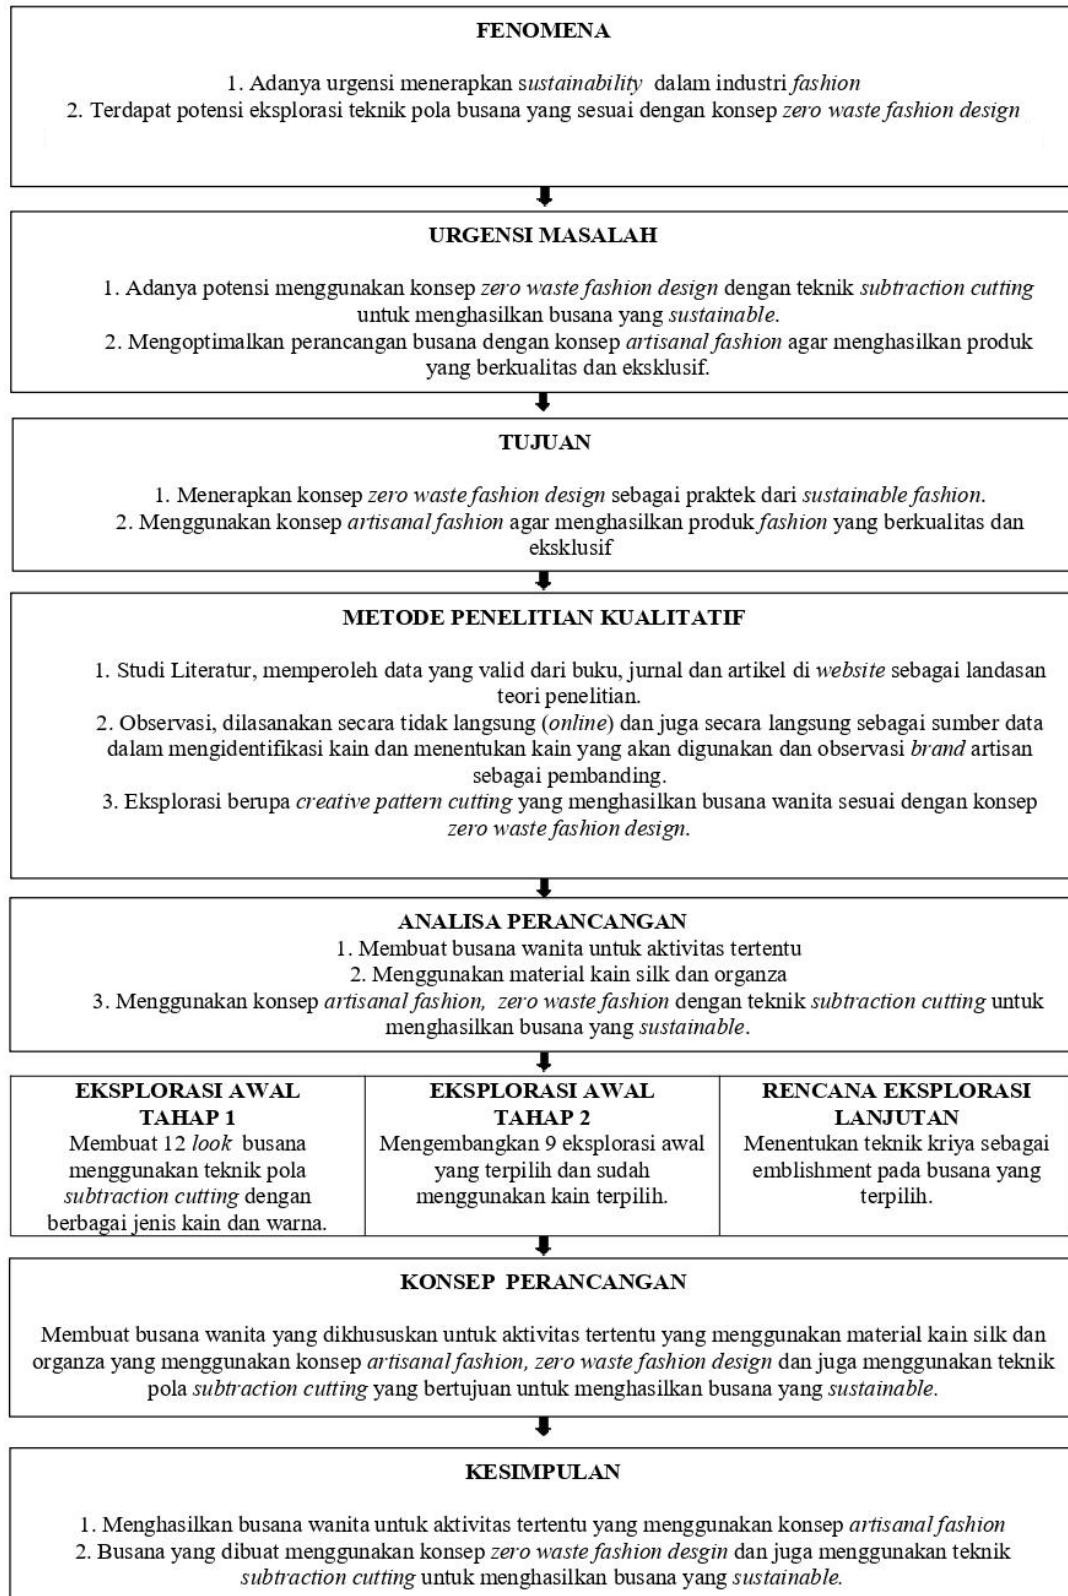 FENOMENA
1. Adanya urgensi menerapkan sustainability dalam industri fashion
2. Terdapat potensi eksplorasi teknik pola busana yang sesuai dengan konsep zero waste fashion design
URGENSI MASALAH
1. Adanya potensi menggunakan konsep zero waste fashion design dengan teknik subtraction cutting
untuk menghasilkan busana yang sustainable.
2. Mengoptimalkan perancangan busana dengan konsep artisanal fashion agar menghasilkan produk
yang berkualitas dan eksklusif.
TUJUAN
1. Menerapkan konsep zero waste fashion design sebagai praktek dari sustainable fashion.
2. Menggunakan konsep artisanal fashion agar menghasilkan produk fashion yang berkualitas dan
eksklusif
METODE PENELITIAN KUALITATIF
1. Studi Literatur, memperoleh data yang valid dari buku, jurnal dan artikel di website sebagai landasan
teori penelitian.
2. Observasi, dilasanakan secara tidak langsung (online) dan juga secara langsung sebagai sumber data
dalam mengidentifikasi kain dan menentukan kain yang akan digunakan dan observasi brand artisan
sebagai pembanding.
3. Eksplorasi berupa creative pattern cutting yang menghasilkan busana wanita sesuai dengan konsep
zero waste fashion design.
ANALISA PERANCANGAN
1. Membuat busana wanita untuk aktivitas tertentu
2. Menggunakan material kain silk dan organza
3. Menggunakan konsep artisanal fashion, zero waste fashion dengan teknik subtraction cutting untuk
menghasilkan busana yang sustainable.
EKSPLORASI AWAL
TAHAP 1
Membuat 12 look busana
menggunakan teknik pola
subtraction cutting dengan
berbagai jenis kain dan warna.
EKSPLORASI AWAL
TAHAP 2
Mengembangkan 9 eksplorasi awal
yang terpilih dan sudah
menggunakan kain terpilih.
RENCANA EKSPLORASI
LANJUTAN
Menentukan teknik kriya sebagai
emblishment pada busana yang
terpilih.
KONSEP PERANCANGAN
Membuat busana wanita yang dikhususkan untuk aktivitas tertentu yang menggunakan material kain silk dan
organza yang menggunakan konsep artisanal fashion, zero waste fashion design dan juga menggunakan teknik
pola subtraction cutting yang bertujuan untuk menghasilkan busana yang sustainable.
KESIMPULAN
1. Menghasilkan busana wanita untuk aktivitas tertentu yang menggunakan konsep artisanal fashion
2. Busana yang dibuat menggunakan konsep zero waste fashion desgin dan juga menggunakan teknik
subtraction cutting untuk menghasilkan busana yang sustainable.